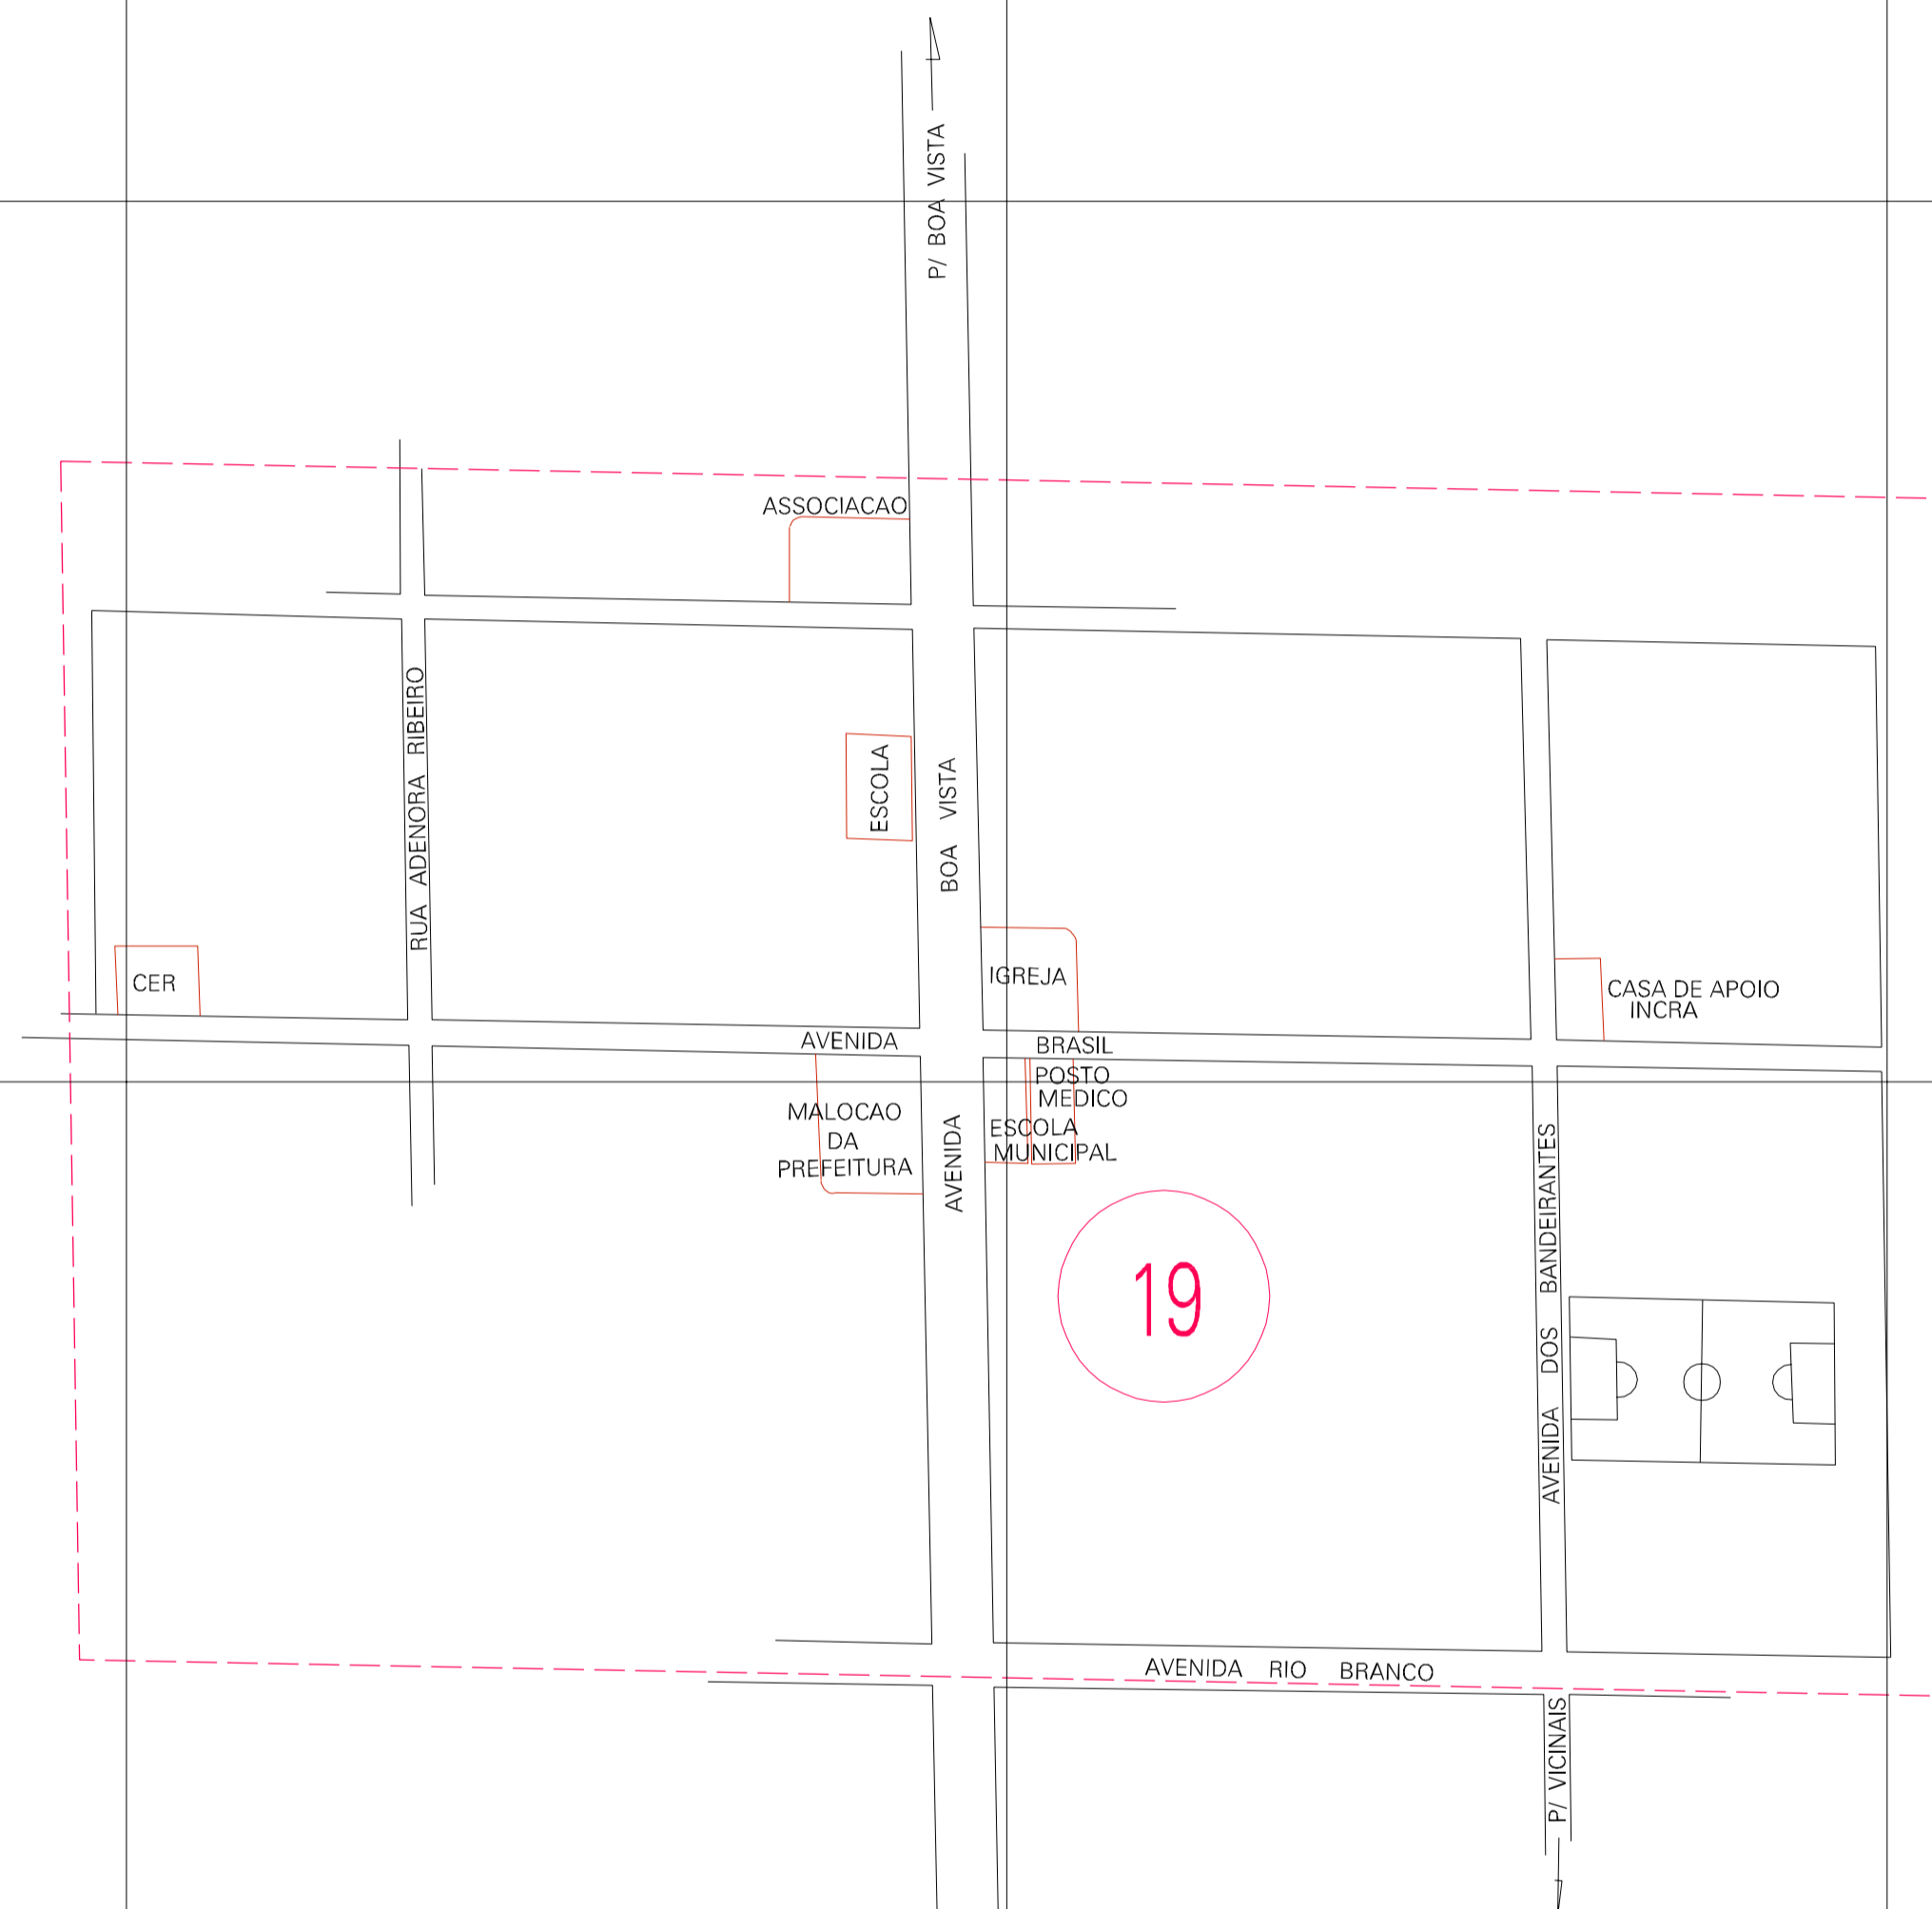 P/ BOA VISTA
ASSOCIACAO
RUA ADENORA RIBEIRO
ESCOLA
BOA VISTA
CER
IGREJA
CASA DE APOIO
INCRA
AVENIDA
BRASIL
POSTO
MEDICO
MALOCAO
DA
PREFEITURA
AVENIDA
ESCOLA
MUNICIPAL
19
AVENIDA DOS BANDEIRANTES
AVENIDA RIO BRANCO
P/ VICINAIS